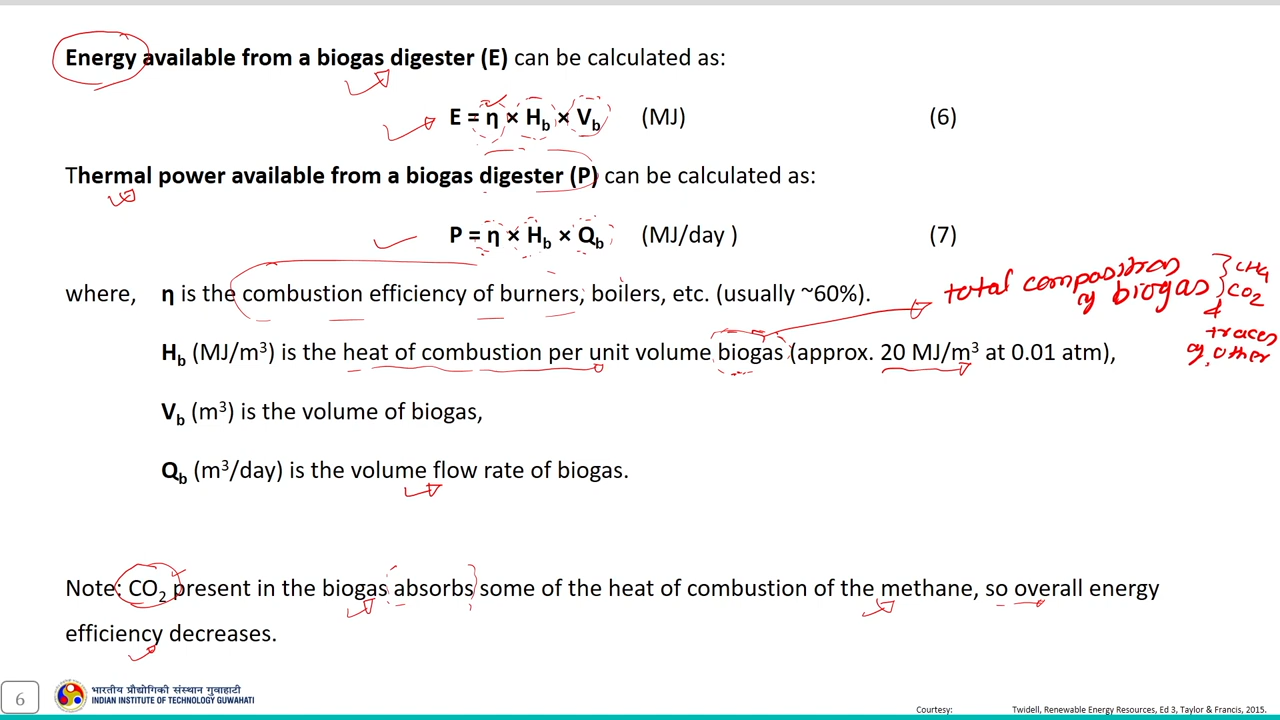 Energy available from a biogas digester (E) can be calculated as:
E = η × Hb × Vb (MJ) (6)
Thermal power available from a biogas digester (P) can be calculated as:
P = η × Hb × Qb (MJ/day ) (7)
where, η is the combustion efficiency of burners, boilers, etc. (usually ~60%).
total composition
of biogas
CH4
CO2
&
traces
of other
Hb (MJ/m³) is the heat of combustion per unit volume biogas (approx. 20 MJ/m³ at 0.01 atm),
Vb (m³) is the volume of biogas,
Qb (m³/day) is the volume flow rate of biogas.
Note: CO₂ present in the biogas absorbs some of the heat of combustion of the methane, so overall energy
efficiency decreases.
6
भारतीय प्रौद्योगिकी संस्थान गुवाहाटी
INDIAN INSTITUTE OF TECHNOLOGY GUWAHATI
Courtesy: Twidell, Renewable Energy Resources, Ed 3, Taylor & Francis, 2015.